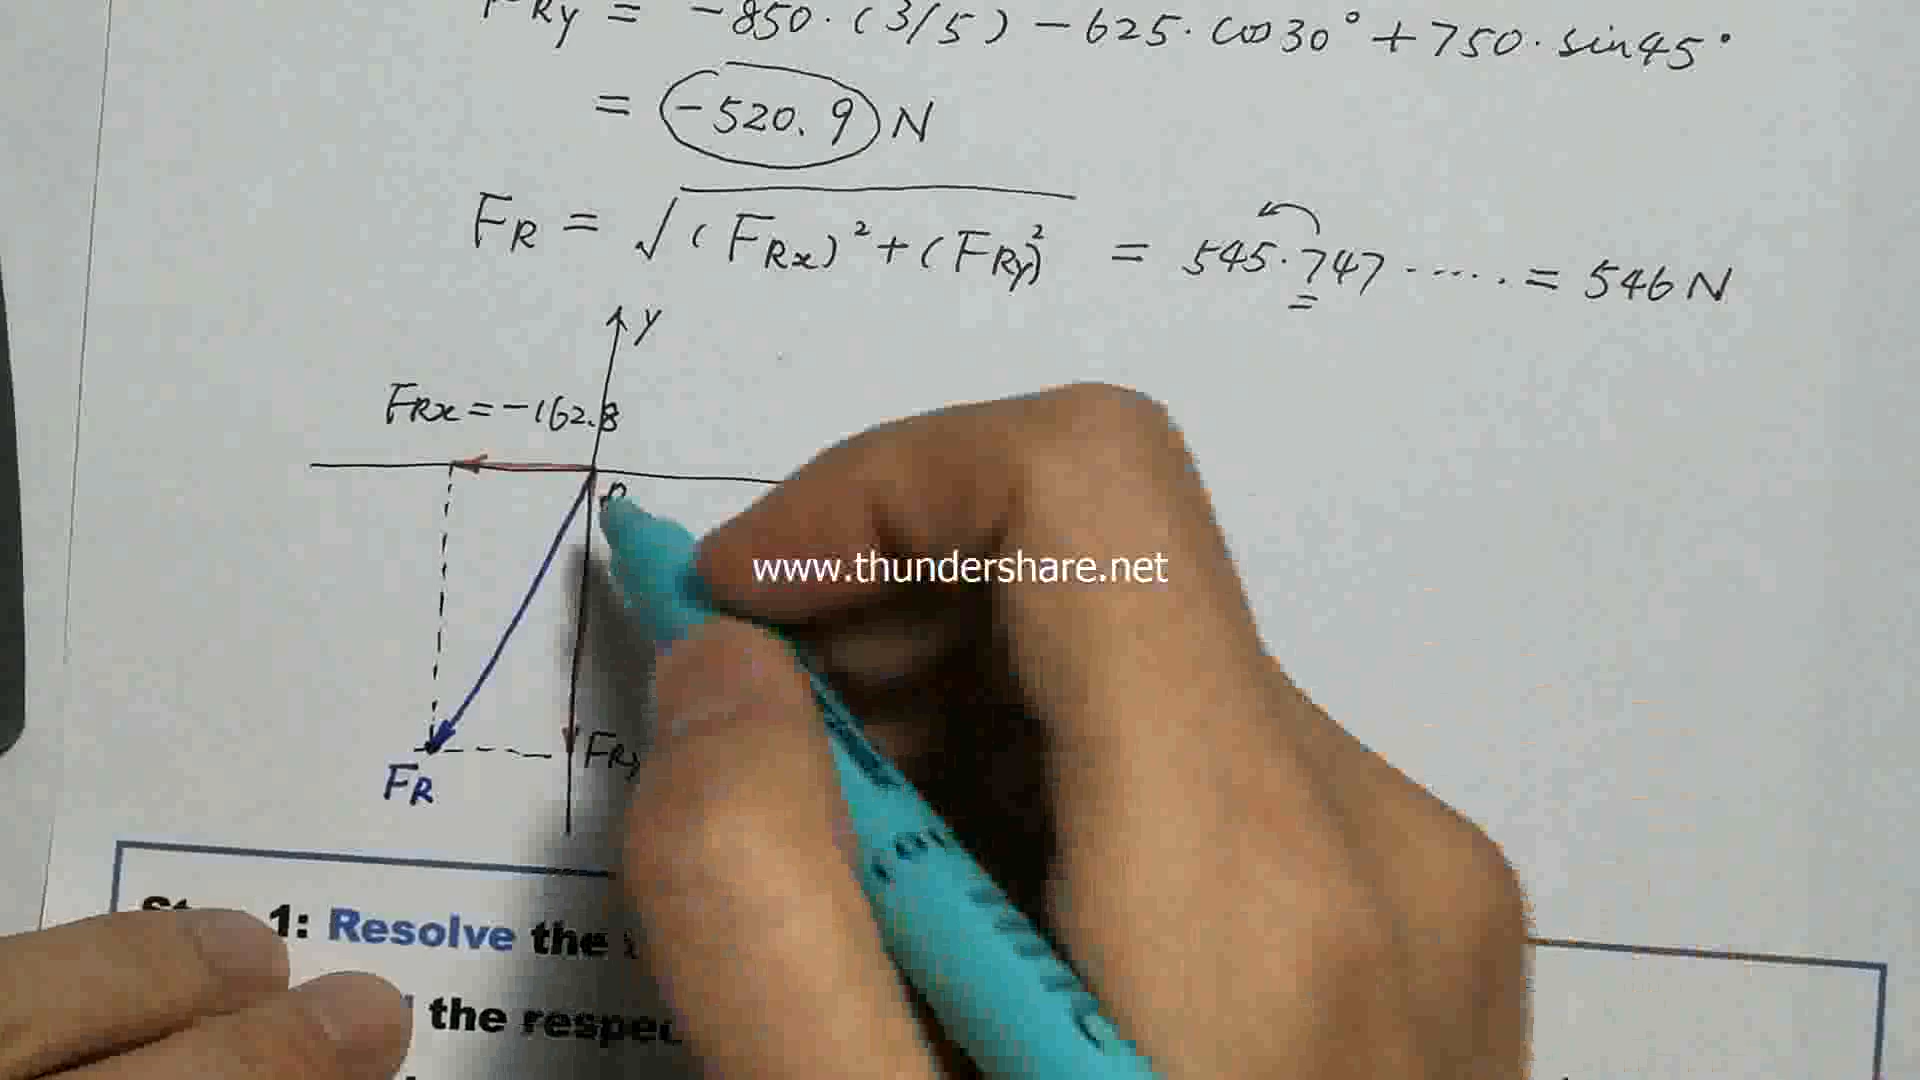 FRy = -850·(3/5) - 625·cos30° + 750·sin45°
= -520.9 N
FR = √(FRx)² + (FRy)² = 545.747 ····· = 546 N
y
FRx = -162.8
www.thundershare.net
FRy
FR
Step 1: Resolve the
the respec